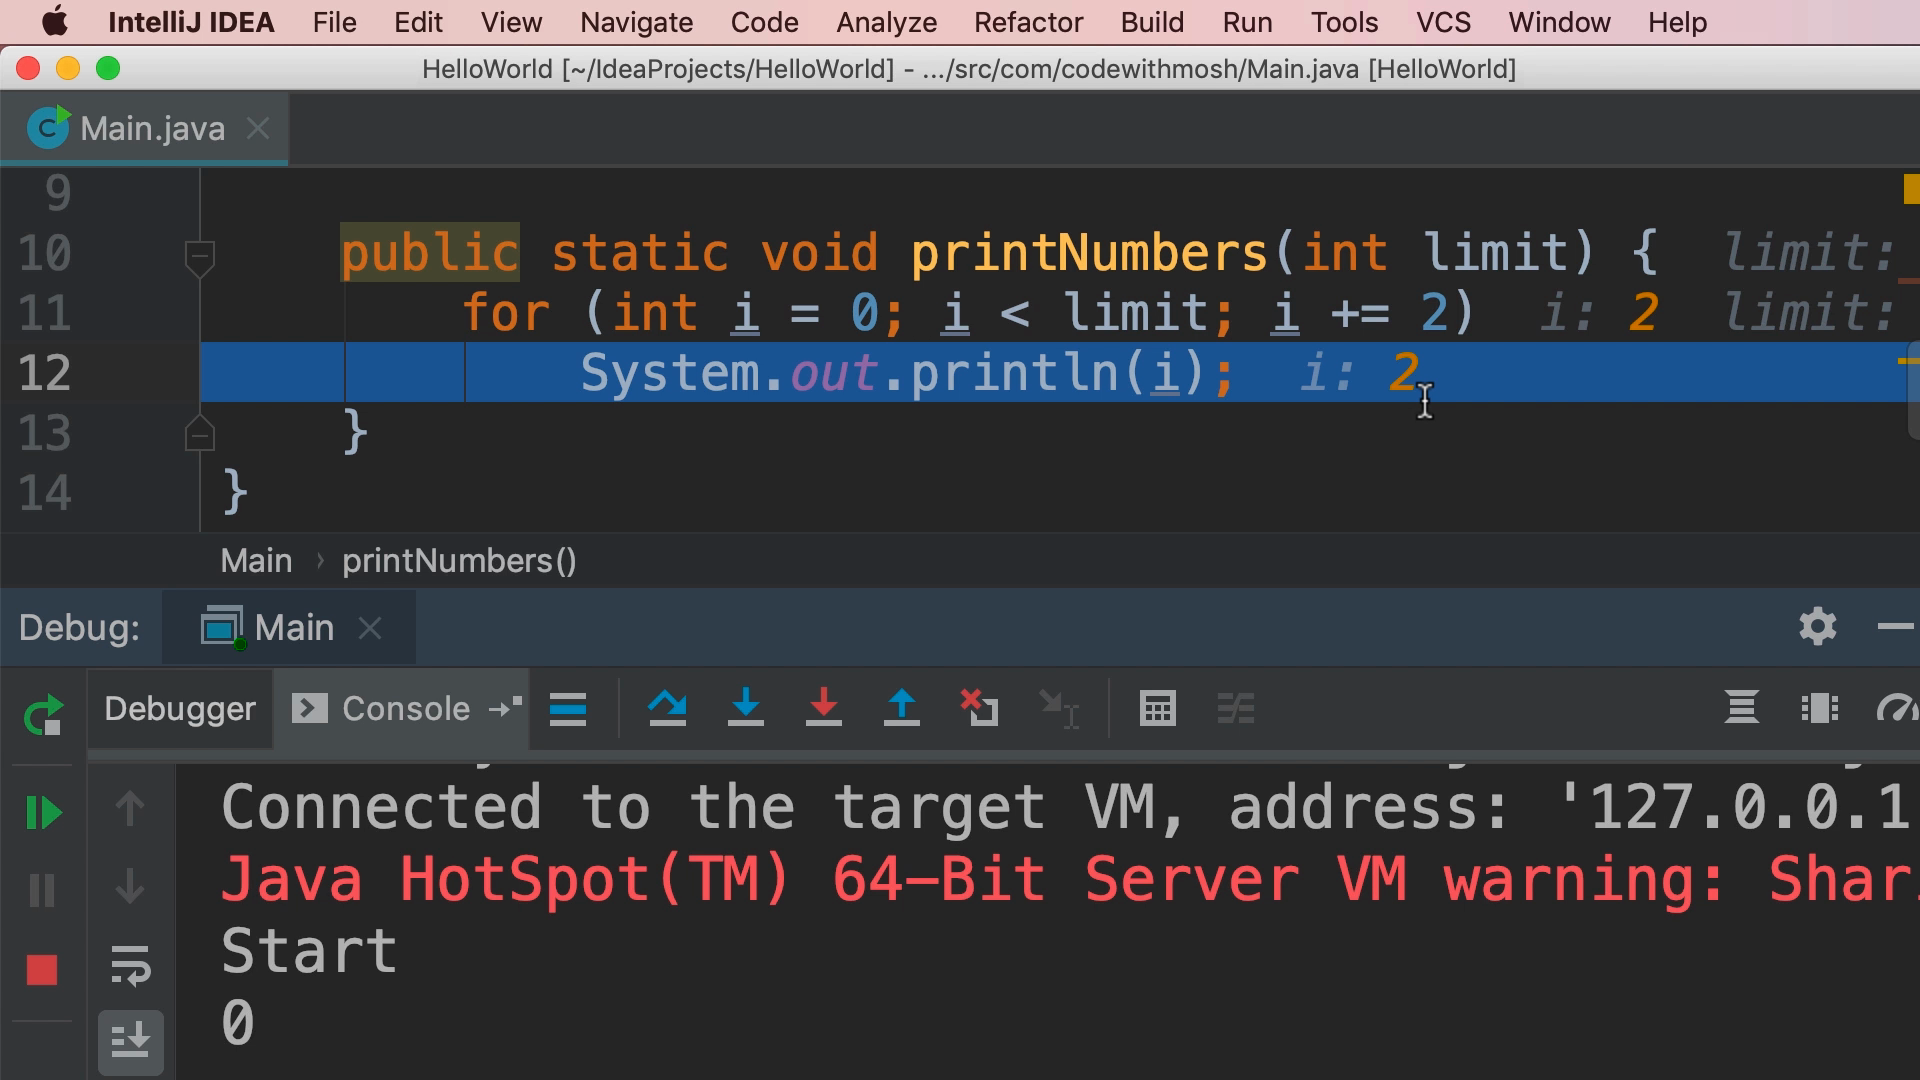 IntelliJ IDEA File Edit View Navigate Code Analyze Refactor Build Run Tools VCS Window Help
HelloWorld [~/IdeaProjects/HelloWorld] - .../src/com/codewithmosh/Main.java [HelloWorld]
Main.java
9
10 public static void printNumbers(int limit) { limit:
11 for (int i = 0; i < limit; i += 2) i: 2 limit:
12 System.out.println(i); i: 2
13 }
14 }
Main › printNumbers()
Debug: Main
Debugger Console
Connected to the target VM, address: '127.0.0.1
Java HotSpot(TM) 64-Bit Server VM warning:
Start
0